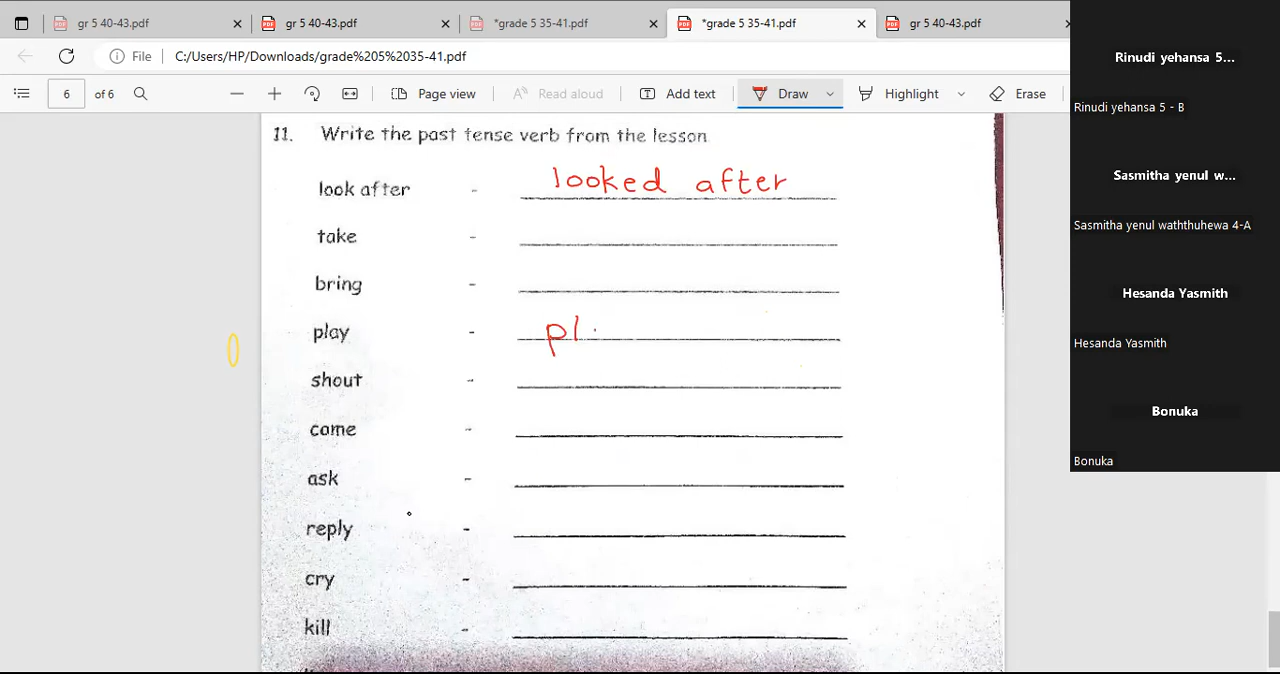 gr 5 40-43.pdf
gr 5 40-43.pdf
*grade 5 35-41.pdf
*grade 5 35-41.pdf
gr 5 40-43.pdf
File C:/Users/HP/Downloads/grade%205%2035-41.pdf
6 of 6 Page view Read aloud Add text Draw Highlight Erase
11. Write the past tense verb from the lesson
look after - looked after
take -
bring -
play - pl
shout -
come -
ask -
reply -
cry -
kill -
Rinudi yehansa 5...
Rinudi yehansa 5 - B
Sasmitha yenul w...
Sasmitha yenul waththuhewa 4-A
Hesanda Yasmith
Hesanda Yasmith
Bonuka
Bonuka